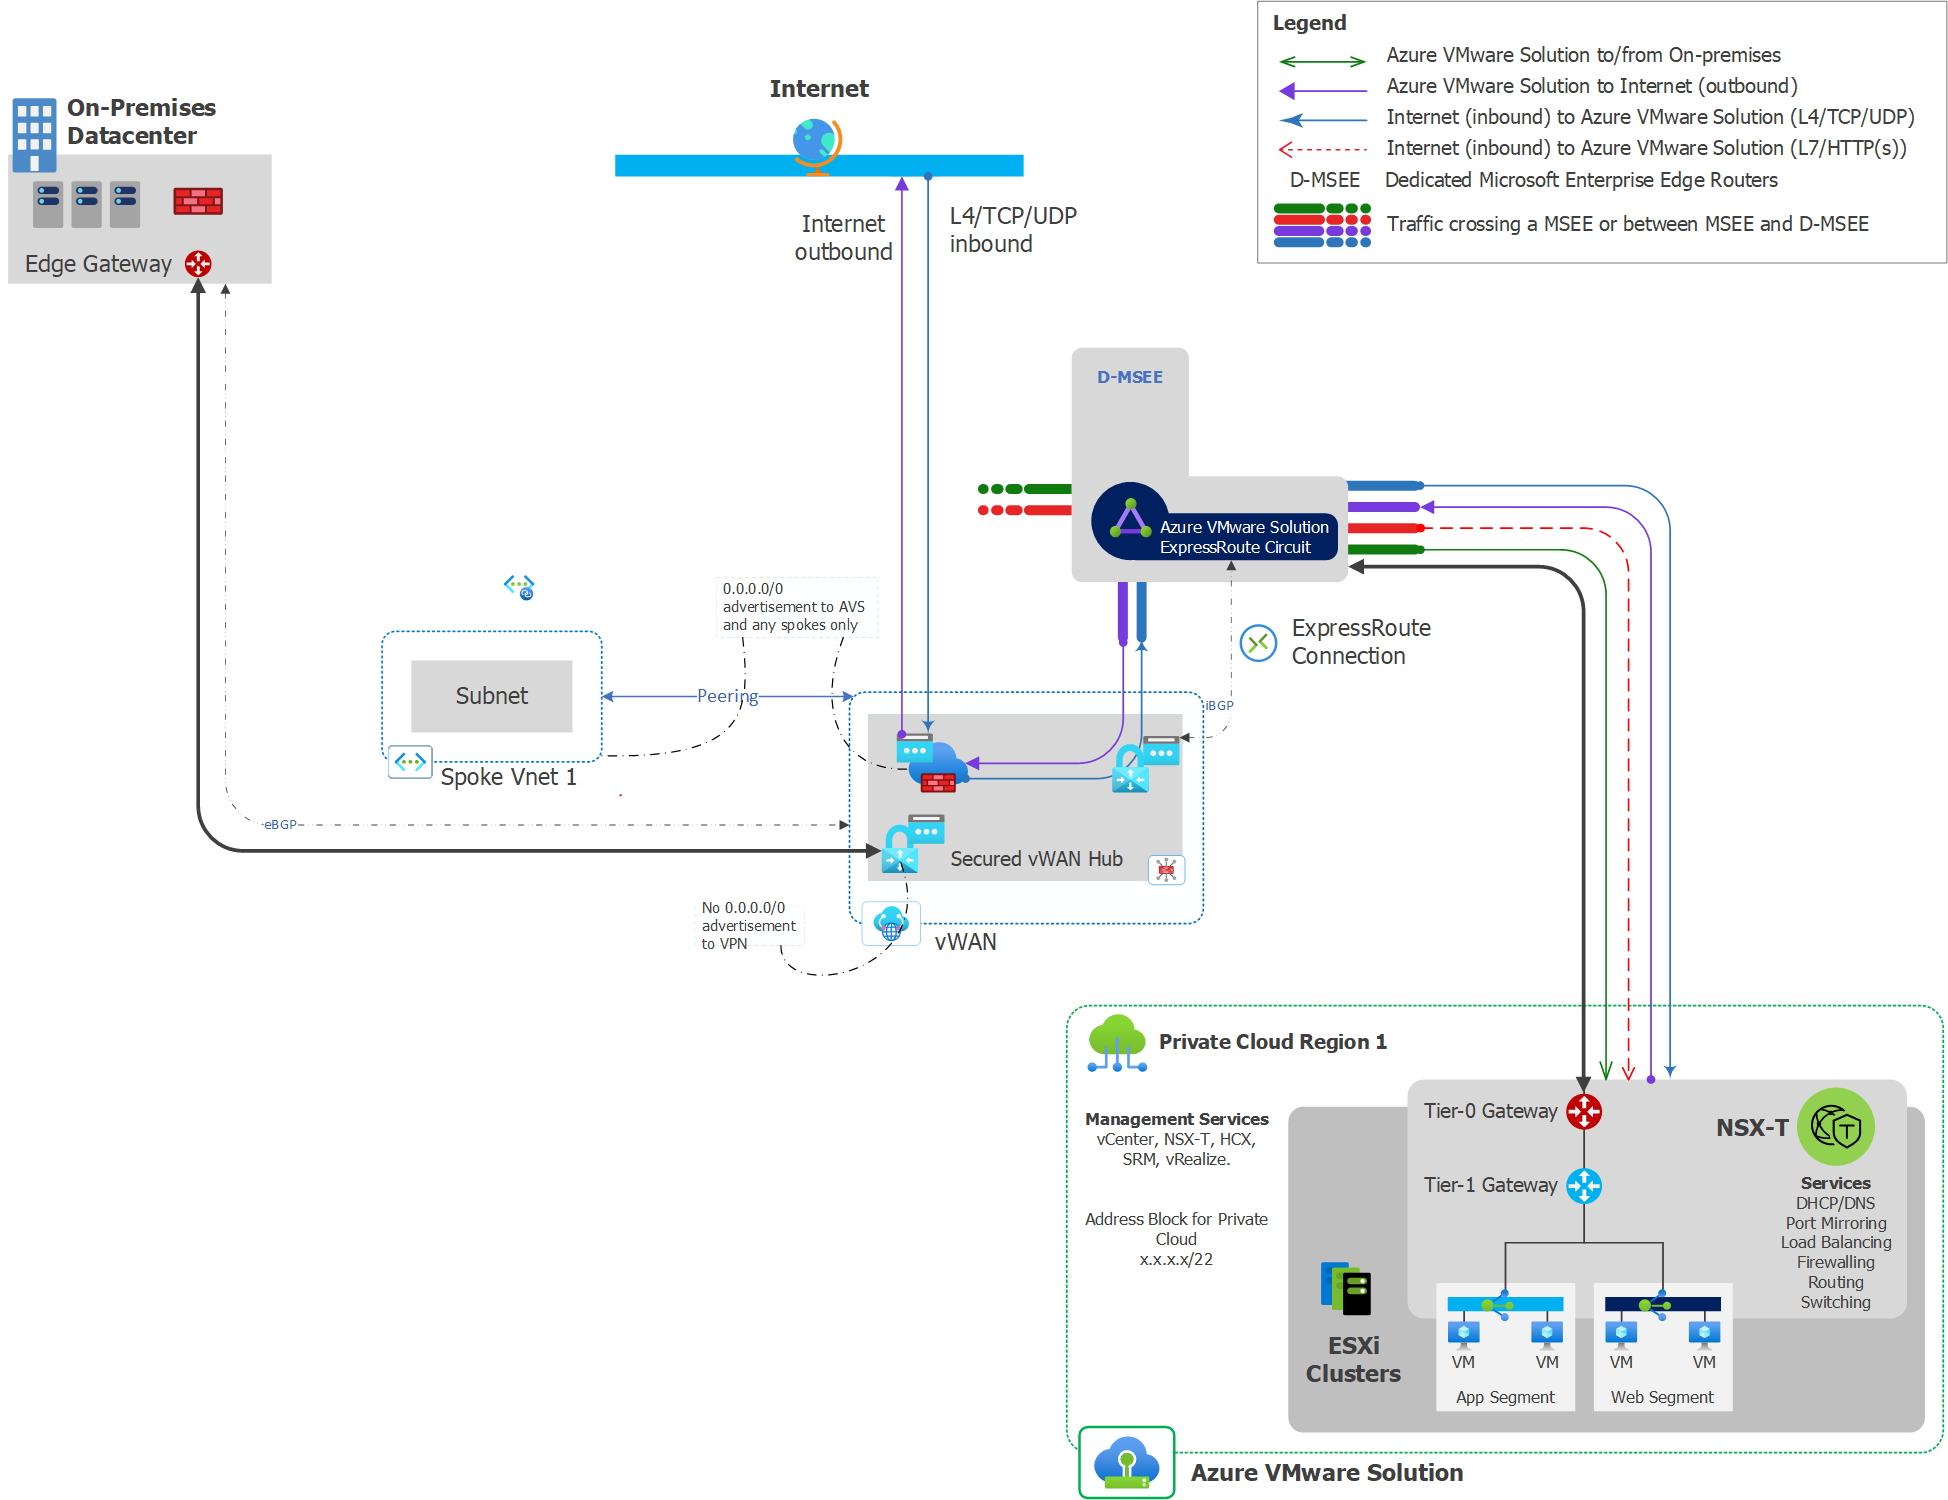 Legend
Azure VMware Solution to/from On-premises
Azure VMware Solution to Internet (outbound)
Internet (inbound) to Azure VMware Solution (L4/TCP/UDP)
Internet (inbound) to Azure VMware Solution (L7/HTTP(s))
D-MSEE Dedicated Microsoft Enterprise Edge Routers
Traffic crossing a MSEE or between MSEE and D-MSEE
On-Premises
Datacenter
Edge Gateway
Internet
Internet
outbound
L4/TCP/UDP
inbound
D-MSEE
Azure VMware Solution
ExpressRoute Circuit
ExpressRoute
Connection
0.0.0.0/0
advertisement to AVS
and any spokes only
Subnet
Spoke Vnet 1
Peering
iBGP
eBGP
Secured vWAN Hub
No 0.0.0.0/0
advertisement
to VPN
vWAN
Private Cloud Region 1
Management Services
vCenter, NSX-T, HCX,
SRM, vRealize.
Address Block for Private
Cloud
x.x.x.x/22
Tier-0 Gateway
Tier-1 Gateway
NSX-T
T
Services
DHCP/DNS
Port Mirroring
Load Balancing
Firewalling
Routing
Switching
ESXi
Clusters
VM VM
App Segment
VM VM
Web Segment
Azure VMware Solution